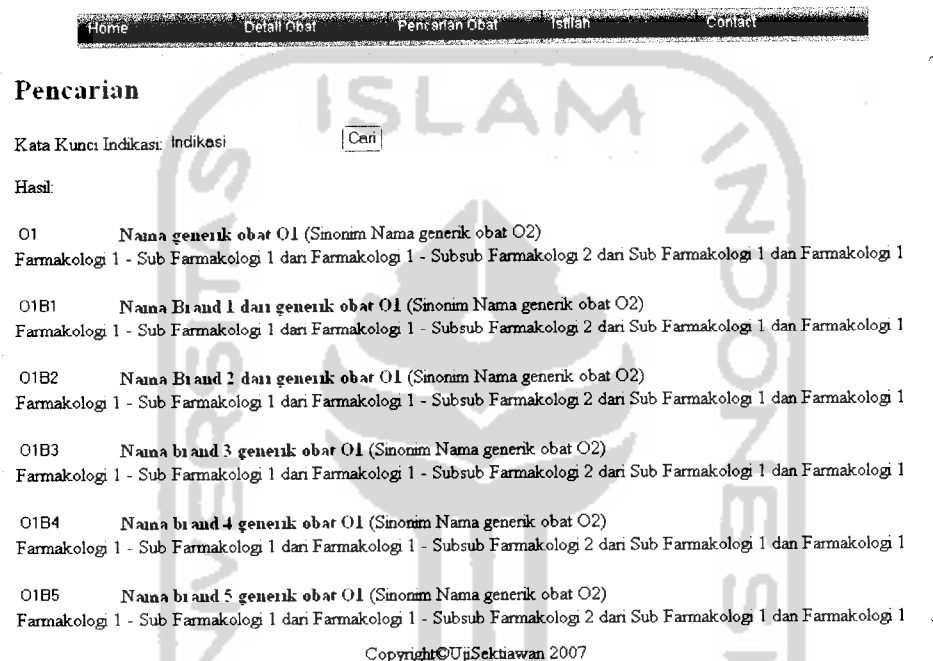 Home Detail Obat Pencarian Obat Istilah Contact
ISLAM
Pencarian
Kata Kunci Indikasi: Indikasi Cari
Hasil:
O1 Nama generik obat O1 (Sinonim Nama generik obat O2)
Farmakologi 1 - Sub Farmakologi 1 dari Farmakologi 1 - Subsub Farmakologi 2 dari Sub Farmakologi 1 dan Farmakologi 1
O1B1 Nama Brand 1 dari generik obat O1 (Sinonim Nama generik obat O2)
Farmakologi 1 - Sub Farmakologi 1 dari Farmakologi 1 - Subsub Farmakologi 2 dari Sub Farmakologi 1 dan Farmakologi 1
O1B2 Nama Brand 2 dari generik obat O1 (Sinonim Nama generik obat O2)
Farmakologi 1 - Sub Farmakologi 1 dari Farmakologi 1 - Subsub Farmakologi 2 dari Sub Farmakologi 1 dan Farmakologi 1
O1B3 Nama brand 3 generik obat O1 (Sinonim Nama generik obat O2)
Farmakologi 1 - Sub Farmakologi 1 dari Farmakologi 1 - Subsub Farmakologi 2 dari Sub Farmakologi 1 dan Farmakologi 1
O1B4 Nama brand 4 generik obat O1 (Sinonim Nama generik obat O2)
Farmakologi 1 - Sub Farmakologi 1 dari Farmakologi 1 - Subsub Farmakologi 2 dari Sub Farmakologi 1 dan Farmakologi 1
O1B5 Nama brand 5 generik obat O1 (Sinonim Nama generik obat O2)
Farmakologi 1 - Sub Farmakologi 1 dari Farmakologi 1 - Subsub Farmakologi 2 dari Sub Farmakologi 1 dan Farmakologi 1
Copyright©UjiSektiawan 2007